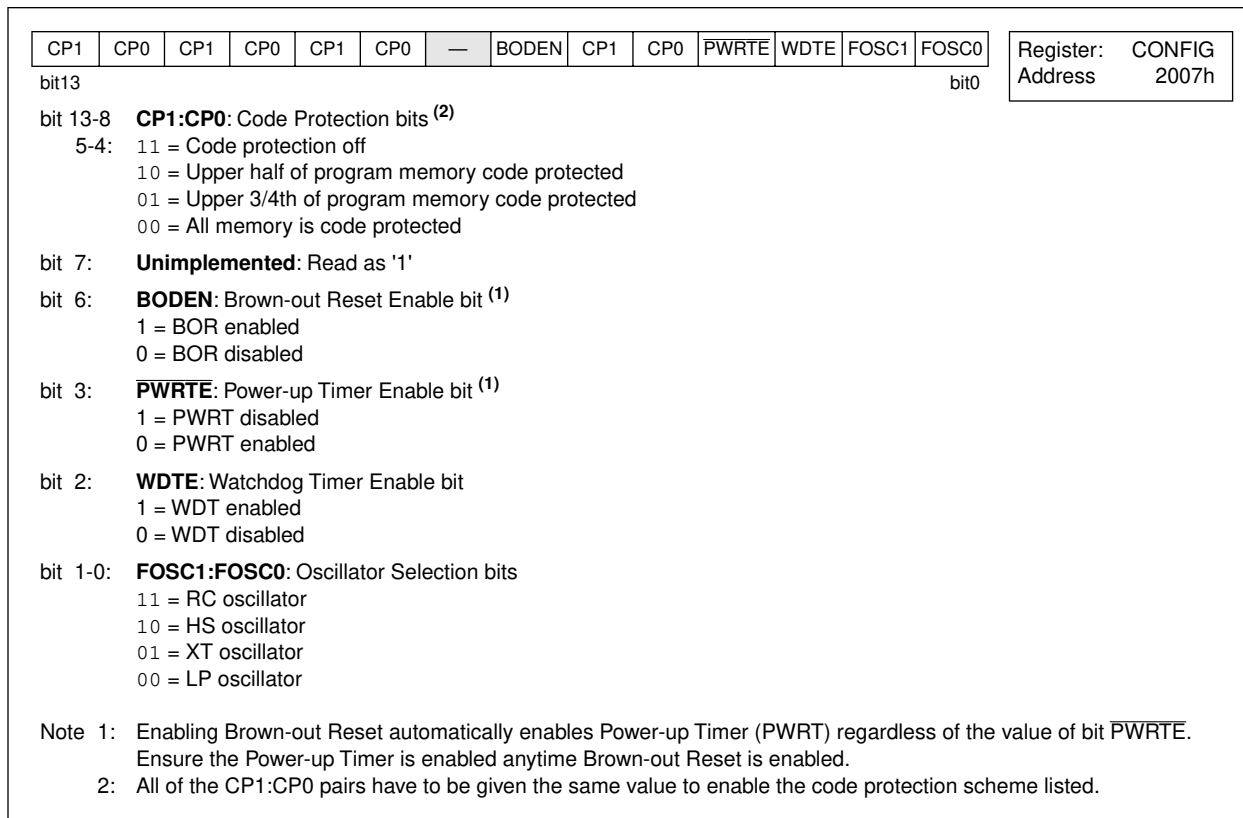 CP1 CP0 CP1 CP0 CP1 CP0 — BODEN CP1 CP0 PWRTE WDTE FOSC1 FOSC0
bit13 bit0
Register: CONFIG
Address 2007h
bit 13-8 CP1:CP0: Code Protection bits (2)
5-4: 11 = Code protection off
10 = Upper half of program memory code protected
01 = Upper 3/4th of program memory code protected
00 = All memory is code protected
bit 7: Unimplemented: Read as '1'
bit 6: BODEN: Brown-out Reset Enable bit (1)
1 = BOR enabled
0 = BOR disabled
bit 3: PWRTE: Power-up Timer Enable bit (1)
1 = PWRT disabled
0 = PWRT enabled
bit 2: WDTE: Watchdog Timer Enable bit
1 = WDT enabled
0 = WDT disabled
bit 1-0: FOSC1:FOSC0: Oscillator Selection bits
11 = RC oscillator
10 = HS oscillator
01 = XT oscillator
00 = LP oscillator
Note 1: Enabling Brown-out Reset automatically enables Power-up Timer (PWRT) regardless of the value of bit PWRTE.
Ensure the Power-up Timer is enabled anytime Brown-out Reset is enabled.
2: All of the CP1:CP0 pairs have to be given the same value to enable the code protection scheme listed.